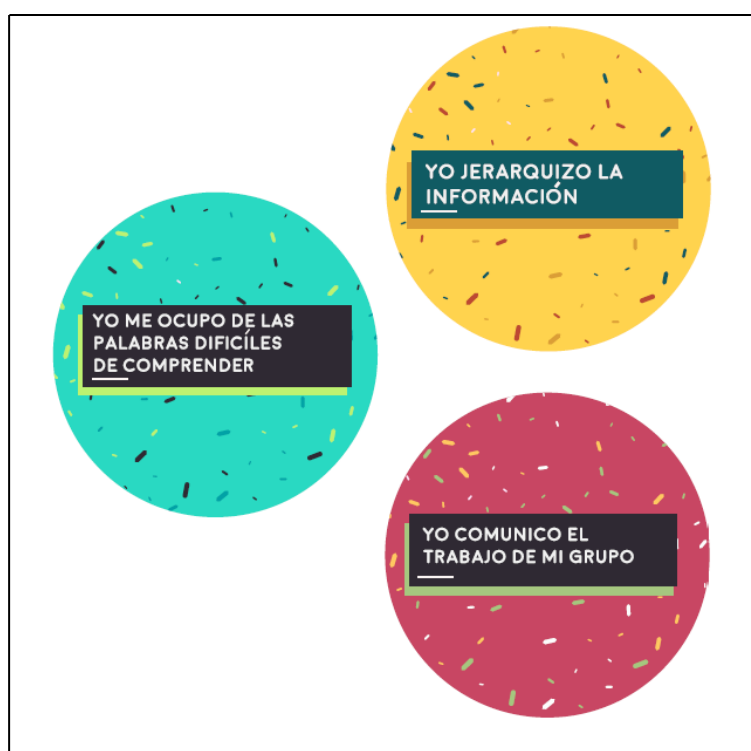 YO JERARQUIZO LA
INFORMACIÓN
YO ME OCUPO DE LAS
PALABRAS DIFICÍLES
DE COMPRENDER
YO COMUNICO EL
TRABAJO DE MI GRUPO